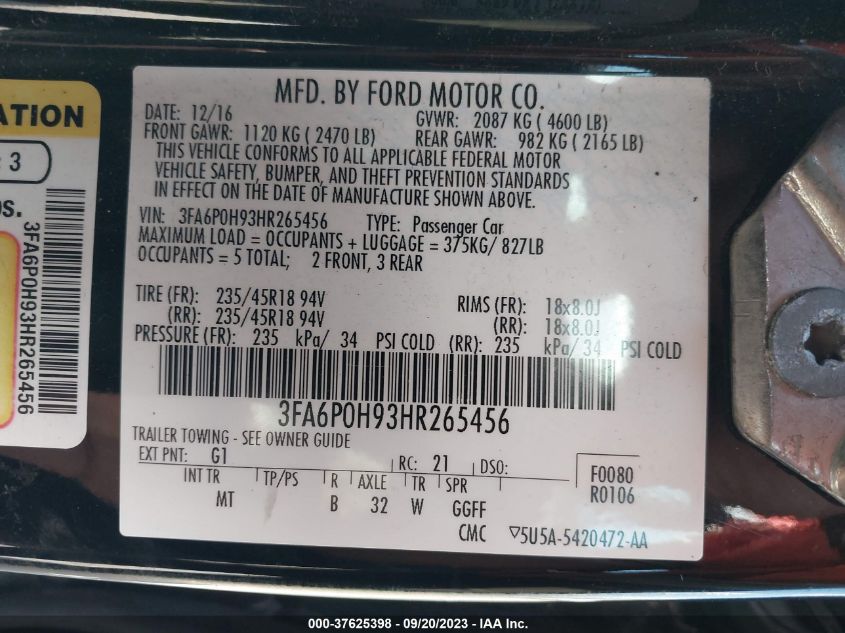 MFD. BY FORD MOTOR CO.
DATE: 12/16 GVWR: 2087 KG ( 4600 LB)
FRONT GAWR: 1120 KG ( 2470 LB) REAR GAWR: 982 KG ( 2165 LB)
THIS VEHICLE CONFORMS TO ALL APPLICABLE FEDERAL MOTOR
VEHICLE SAFETY, BUMPER, AND THEFT PREVENTION STANDARDS
IN EFFECT ON THE DATE OF MANUFACTURE SHOWN ABOVE.
VIN: 3FA6P0H93HR265456 TYPE: Passenger Car
MAXIMUM LOAD = OCCUPANTS + LUGGAGE = 375KG/ 827LB
OCCUPANTS = 5 TOTAL; 2 FRONT, 3 REAR
TIRE (FR): 235/45R18 94V RIMS (FR): 18x8.0J
(RR): 235/45R18 94V (RR): 18x8.0J
PRESSURE (FR): 235 kPa/ 34 PSI COLD (RR): 235 kPa/ 34 PSI COLD
3FA6P0H93HR265456
TRAILER TOWING - SEE OWNER GUIDE
EXT PNT: G1 RC: 21 DSO: F0080
R0106
INT TR TP/PS R AXLE TR SPR
MT B 32 W GGFF
CMC ▽5U5A-5420472-AA
ATION
: 3
os.
3FA6P0H93HR265456
000-37625398 - 09/20/2023 - IAA Inc.